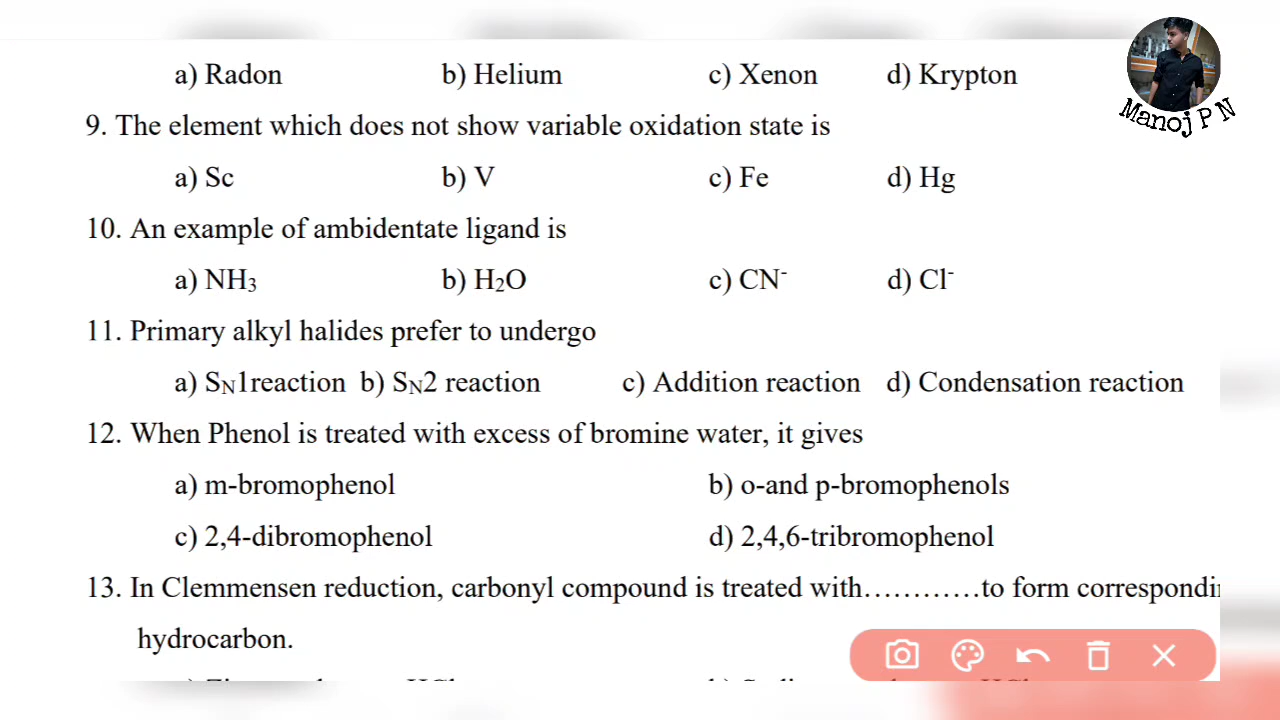 a) Radon b) Helium c) Xenon d) Krypton
Manoj P N
9. The element which does not show variable oxidation state is
a) Sc b) V c) Fe d) Hg
10. An example of ambidentate ligand is
a) NH₃ b) H₂O c) CN⁻ d) Cl⁻
11. Primary alkyl halides prefer to undergo
a) Sₙ1reaction b) Sₙ2 reaction c) Addition reaction d) Condensation reaction
12. When Phenol is treated with excess of bromine water, it gives
a) m-bromophenol b) o-and p-bromophenols
c) 2,4-dibromophenol d) 2,4,6-tribromophenol
13. In Clemmensen reduction, carbonyl compound is treated with…………to form
hydrocarbon.